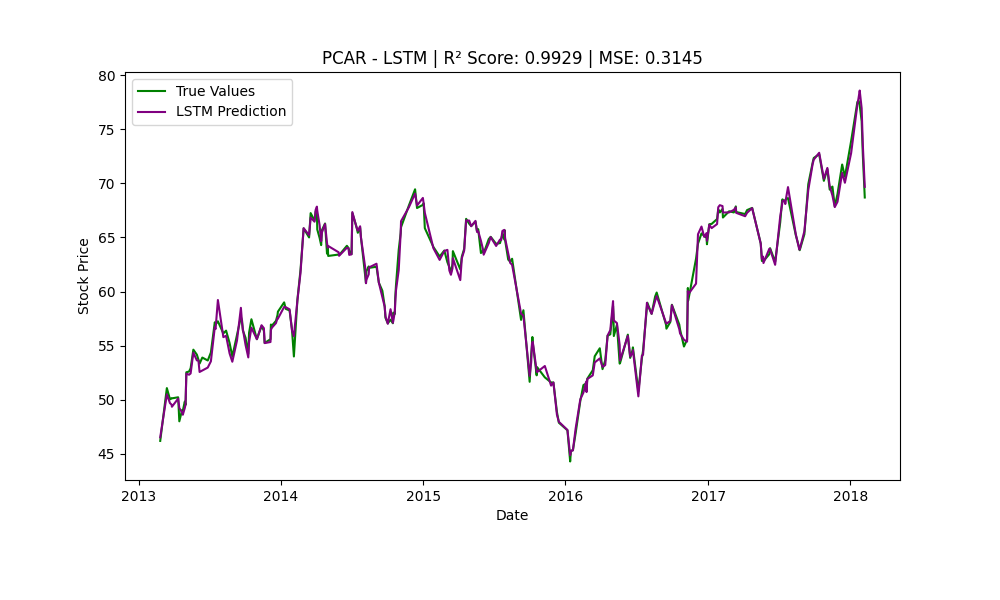 PCAR - LSTM | R² Score: 0.9929 | MSE: 0.3145
True Values
LSTM Prediction
Stock Price
80
75
70
65
60
55
50
45
2013
2014
2015
2016
2017
2018
Date